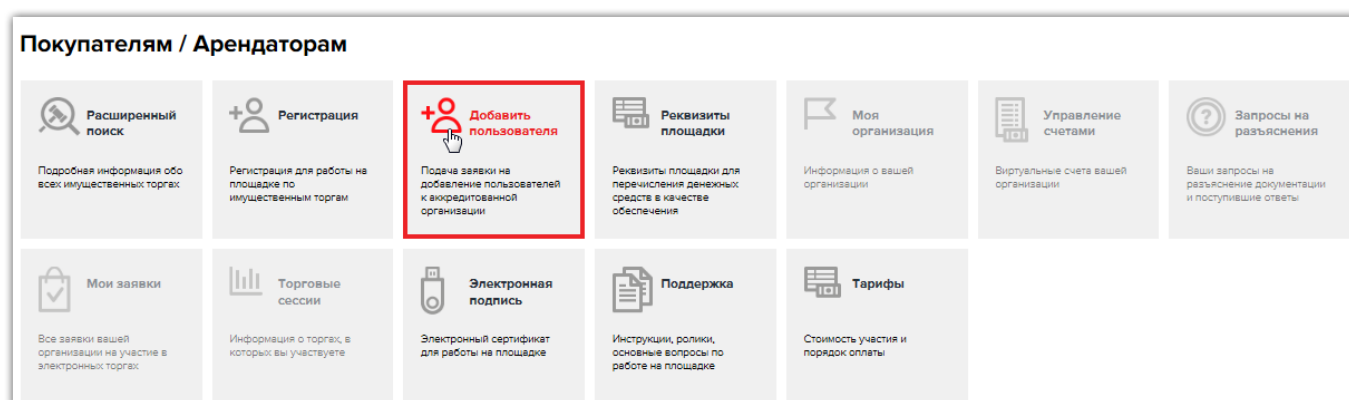 Покупателям / Арендаторам
Расширенный
поиск
Подробная информация обо
всех имущественных торгах
Регистрация
Регистрация для работы на
площадке по
имущественным торгам
Добавить
пользователя
Подача заявки на
добавление пользователей
к аккредитованной
организации
Реквизиты
площадки
Реквизиты площадки для
перечисления денежных
средств в качестве
обеспечения
Моя
организация
Информация о вашей
организации
Управление
счетами
Виртуальные счета вашей
организации
Запросы на
разъяснения
Ваши запросы на
разъяснение документации
и поступившие ответы
Мои заявки
Все заявки вашей
организации на участие в
электронных торгах
Торговые
сессии
Информация о торгах, в
которых вы участвуете
Электронная
подпись
Электронный сертификат
для работы на площадке
Поддержка
Инструкции, ролики,
основные вопросы по
работе на площадке
Тарифы
Стоимость участия и
порядок оплаты